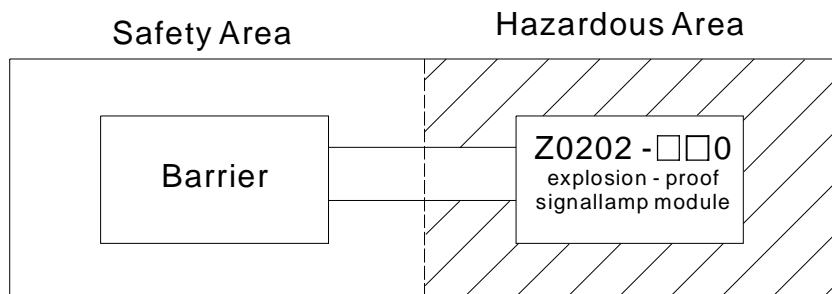 Safety Area
Hazardous Area
Barrier
Z0202 -□□0
explosion - proof
signallamp module